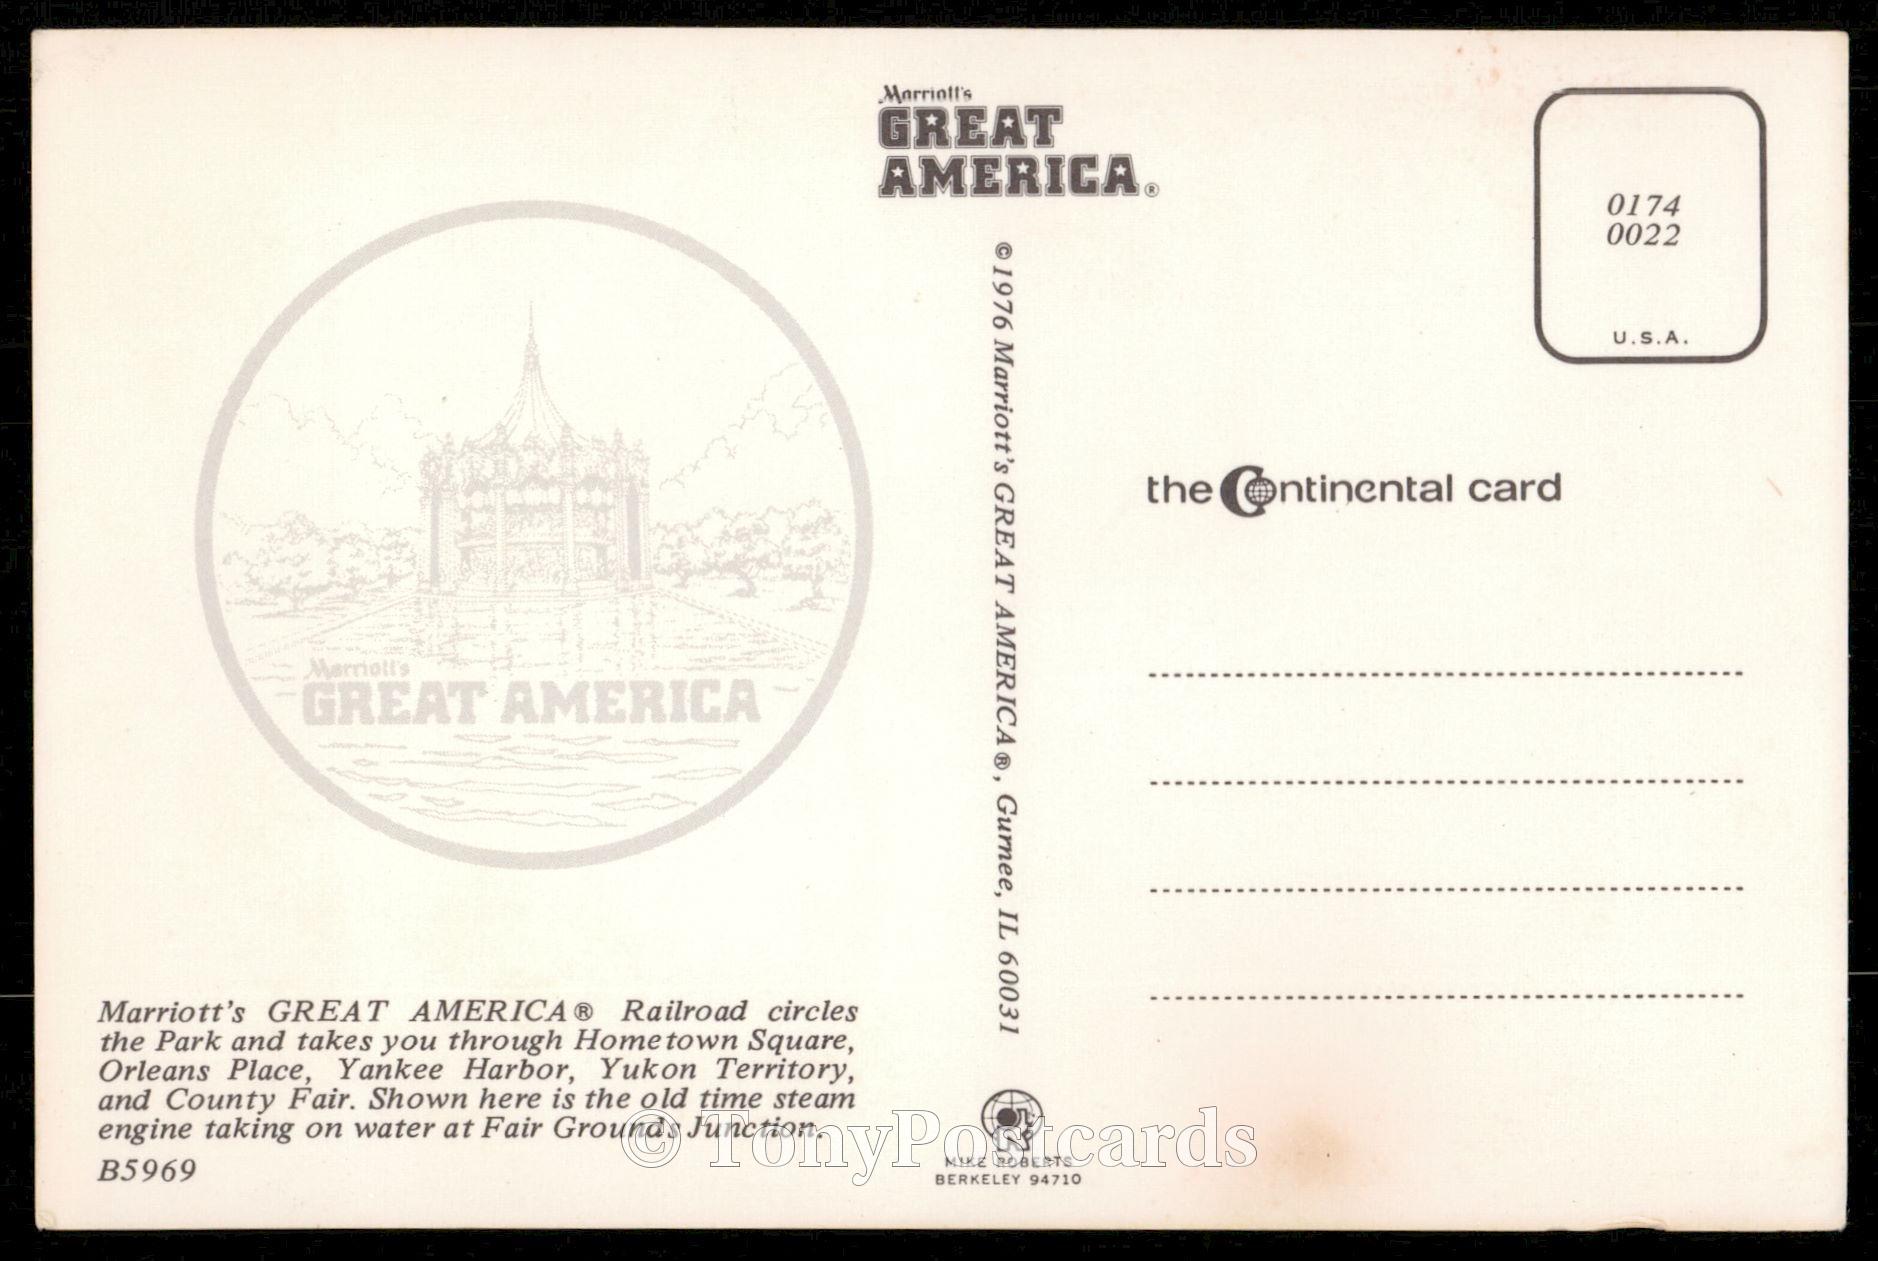 Marriott's
GREAT
AMERICA®
0174
0022
U.S.A.
Marriott's
GREAT AMERICA
©1976 Marriott's GREAT AMERICA®, Gurnee, IL 60031
the Continental card
Marriott's GREAT AMERICA® Railroad circles
the Park and takes you through Hometown Square,
Orleans Place, Yankee Harbor, Yukon Territory,
and County Fair. Shown here is the old time steam
engine taking on water at Fair Grounds Junction.
B5969
MIKE ROBERTS
BERKELEY 94710
© TonyPostcards